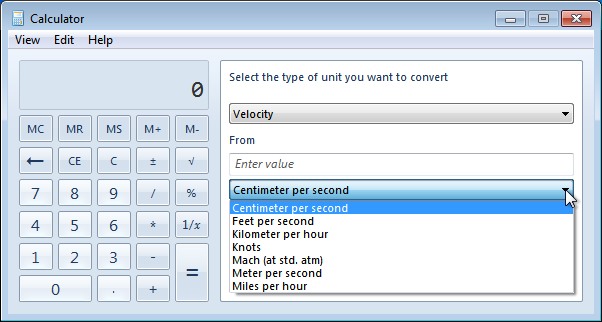 Calculator
View Edit Help
0
MC MR MS M+ M-
← CE C ± √
7 8 9 / %
4 5 6 * 1/x
1 2 3 - =
0 . +
Select the type of unit you want to convert
Velocity
From
Enter value
Centimeter per second
Centimeter per second
Feet per second
Kilometer per hour
Knots
Mach (at std. atm)
Meter per second
Miles per hour